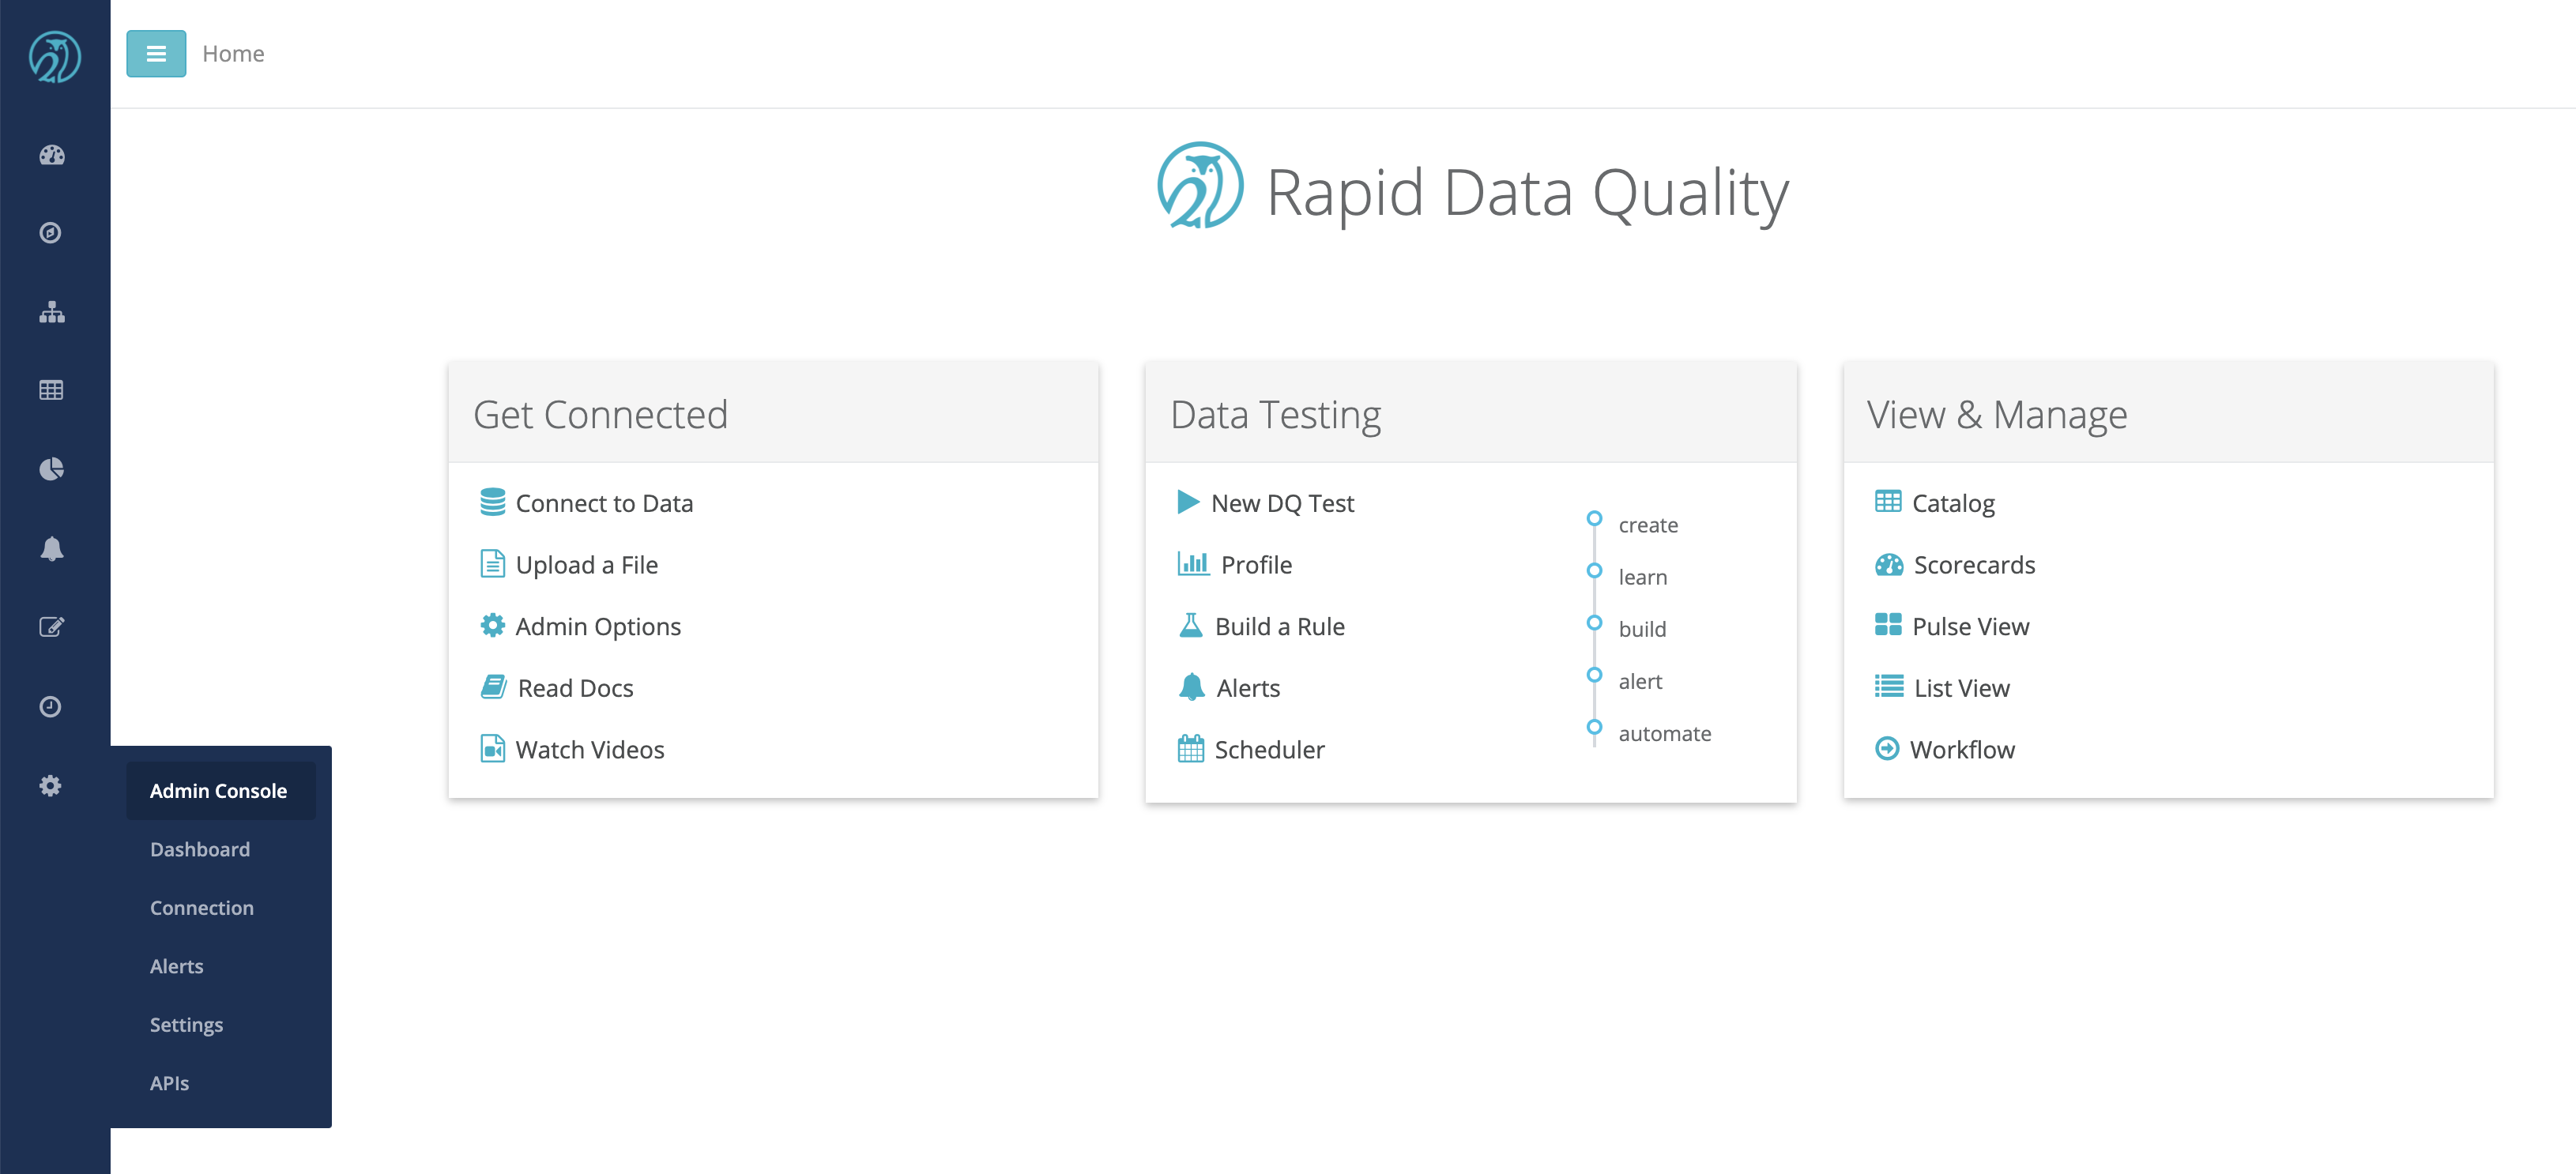 Home
Rapid Data Quality
Get Connected
Connect to Data
Upload a File
Admin Options
Read Docs
Watch Videos
Data Testing
New DQ Test
Profile
Build a Rule
Alerts
Scheduler
create
learn
build
alert
automate
View & Manage
Catalog
Scorecards
Pulse View
List View
Workflow
Admin Console
Dashboard
Connection
Alerts
Settings
APIs